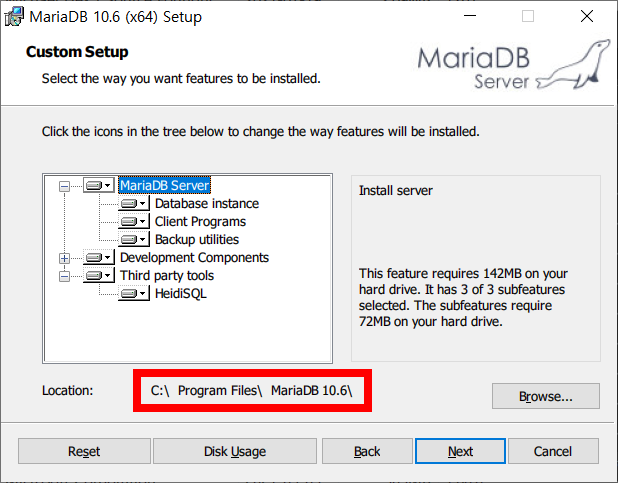 MariaDB 10.6 (x64) Setup
Custom Setup
Select the way you want features to be installed.
MariaDB
Server
Click the icons in the tree below to change the way features will be installed.
MariaDB Server
Database instance
Client Programs
Backup utilities
Development Components
Third party tools
HeidiSQL
Install server
This feature requires 142MB on your
hard drive. It has 3 of 3 subfeatures
selected. The subfeatures require
72MB on your hard drive.
Location:
C:\ Program Files\ MariaDB 10.6\
Browse...
Reset
Disk Usage
Back
Next
Cancel